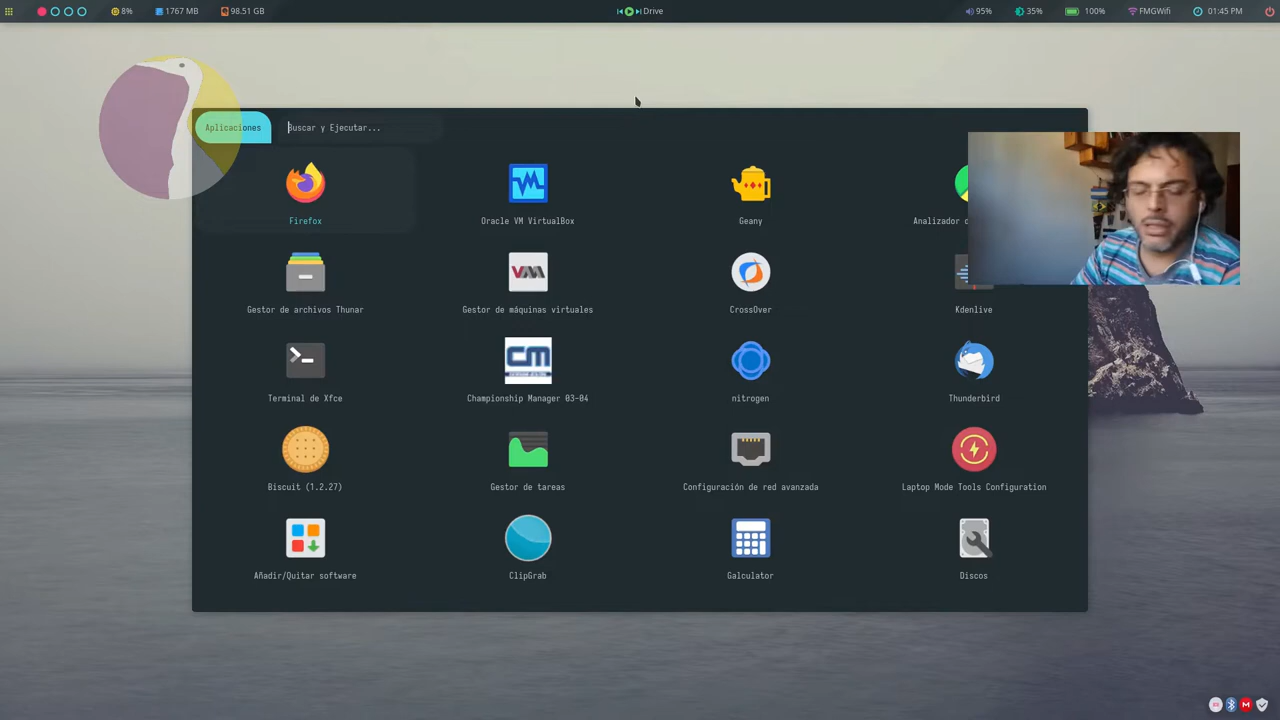 8% 1767 MB 98.51 GB Drive 95% 35% 100% FMGWifi 01:45 PM
Aplicaciones Buscar y Ejecutar...
Firefox Oracle VM VirtualBox Geany Analizador d
Gestor de archivos Thunar Gestor de máquinas virtuales CrossOver Kdenlive
CM
Terminal de Xfce Championship Manager 03-04 nitrogen Thunderbird
Biscuit (1.2.27) Gestor de tareas Configuración de red avanzada Laptop Mode Tools Configuration
Añadir/Quitar software ClipGrab Galculator Discos